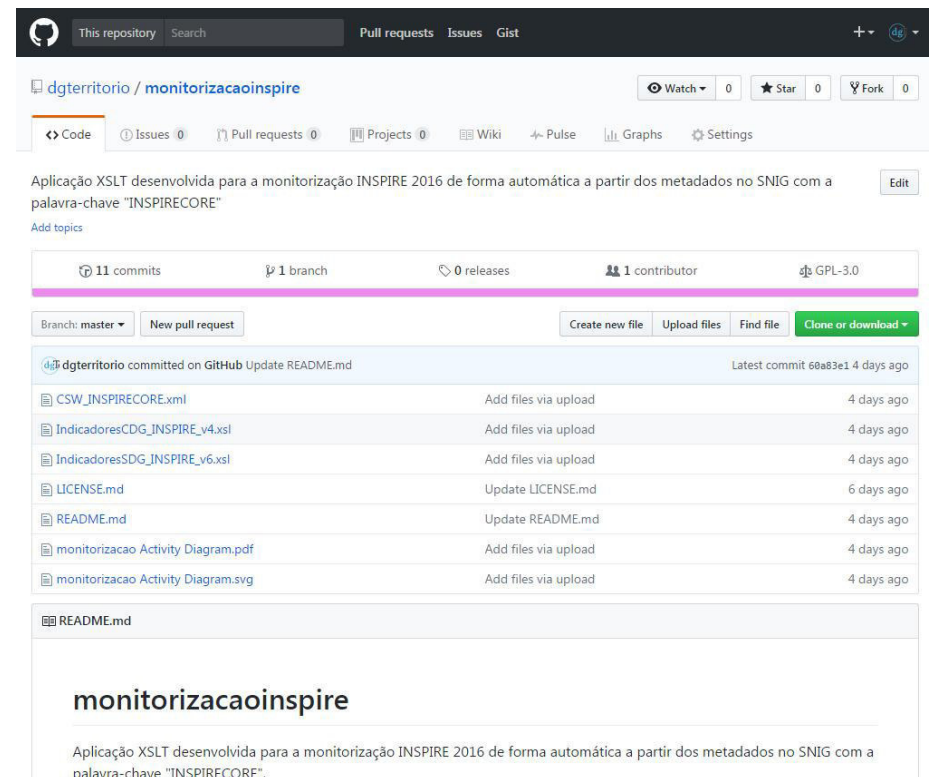 This repository Search Pull requests Issues Gist
dgterritorio / monitorizacaoinspire Watch 0 Star 0 Fork 0
Code Issues 0 Pull requests 0 Projects 0 Wiki Pulse Graphs Settings
Aplicação XSLT desenvolvida para a monitorização INSPIRE 2016 de forma automática a partir dos metadados no SNIG com a Edit
palavra-chave "INSPIRECORE"
Add topics
11 commits 1 branch 0 releases 1 contributor GPL-3.0
Branch: master New pull request Create new file Upload files Find file Clone or download
dgterritorio committed on GitHub Update README.md Latest commit 60a83e1 4 days ago
CSW_INSPIRECORE.xml Add files via upload 4 days ago
IndicadoresCDG_INSPIRE_v4.xsl Add files via upload 4 days ago
IndicadoresSDG_INSPIRE_v6.xsl Add files via upload 4 days ago
LICENSE.md Update LICENSE.md 6 days ago
README.md Update README.md 4 days ago
monitorizacao Activity Diagram.pdf Add files via upload 4 days ago
monitorizacao Activity Diagram.svg Add files via upload 4 days ago
README.md
monitorizacaoinspire
Aplicação XSLT desenvolvida para a monitorização INSPIRE 2016 de forma automática a partir dos metadados no SNIG com a
palavra-chave "INSPIRECORE".